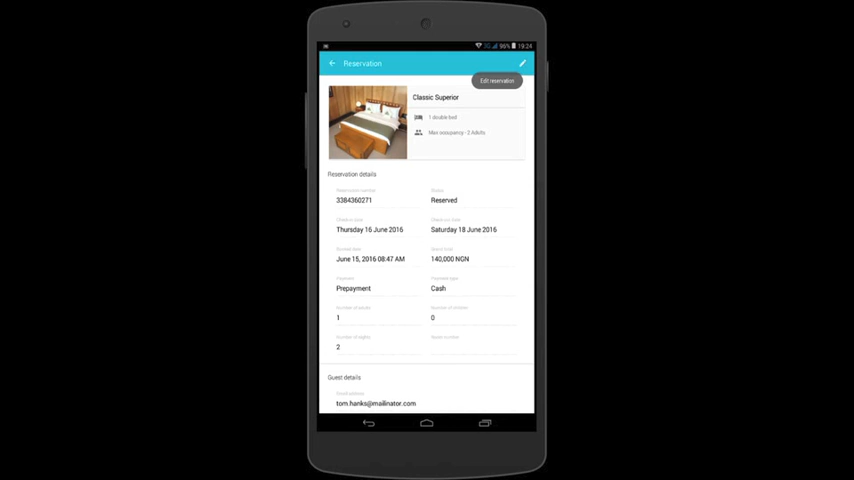 3G 96% 19:24
Reservation
Edit reservation
Classic Superior
1 double bed
Max occupancy - 2 Adults
Reservation details
Reservation number Status
3384360271 Reserved
Check-in date Check-out date
Thursday 16 June 2016 Saturday 18 June 2016
Booked date
June 15, 2016 08:47 AM 140,000 NGN
Payment Payment type
Prepayment Cash
Number of adults Number of children
1 0
Number of nights Room number
2
Guest details
Email address
tom.hanks@mailinator.com